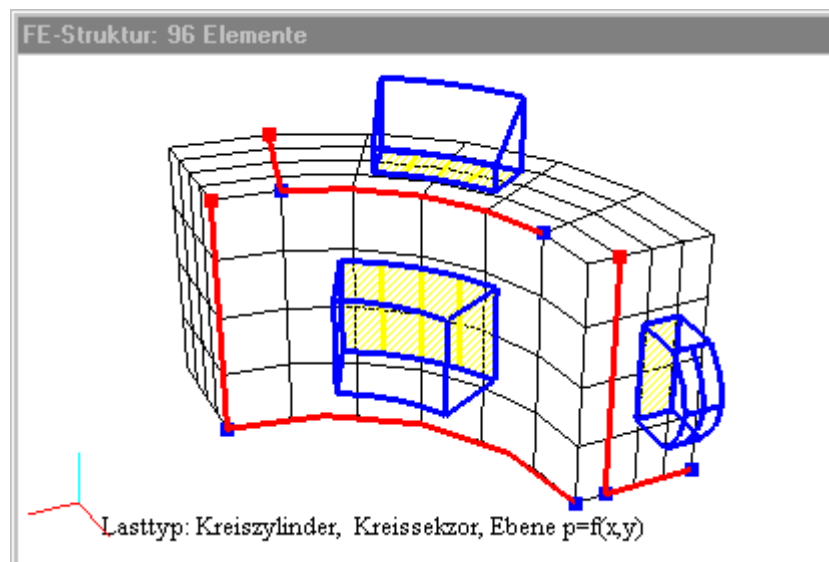 FE-Struktur: 96 Elemente
Lasttyp: Kreiszylinder, Kreissekzor, Ebene p=f(x,y)